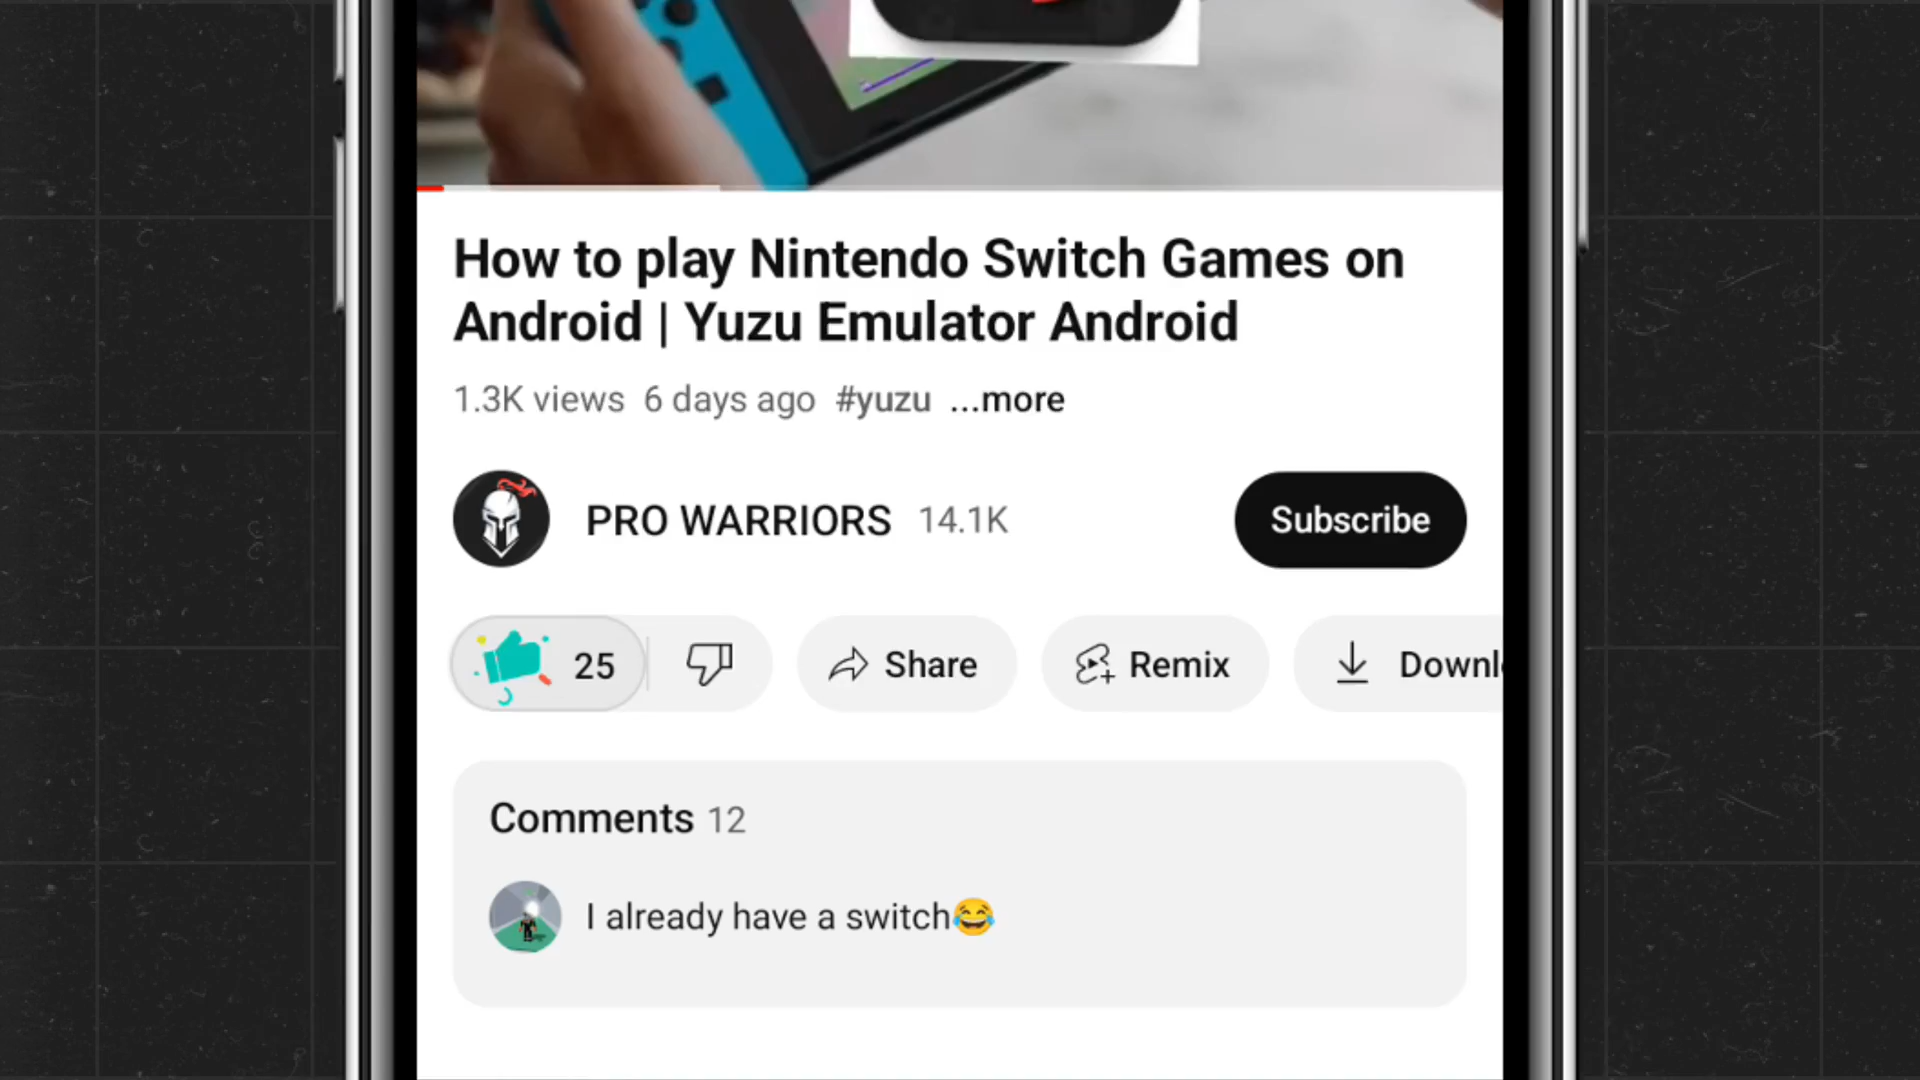 How to play Nintendo Switch Games on
Android | Yuzu Emulator Android
1.3K views 6 days ago #yuzu ...more
PRO WARRIORS 14.1K Subscribe
25 Share Remix Downl
Comments 12
I already have a switch😂